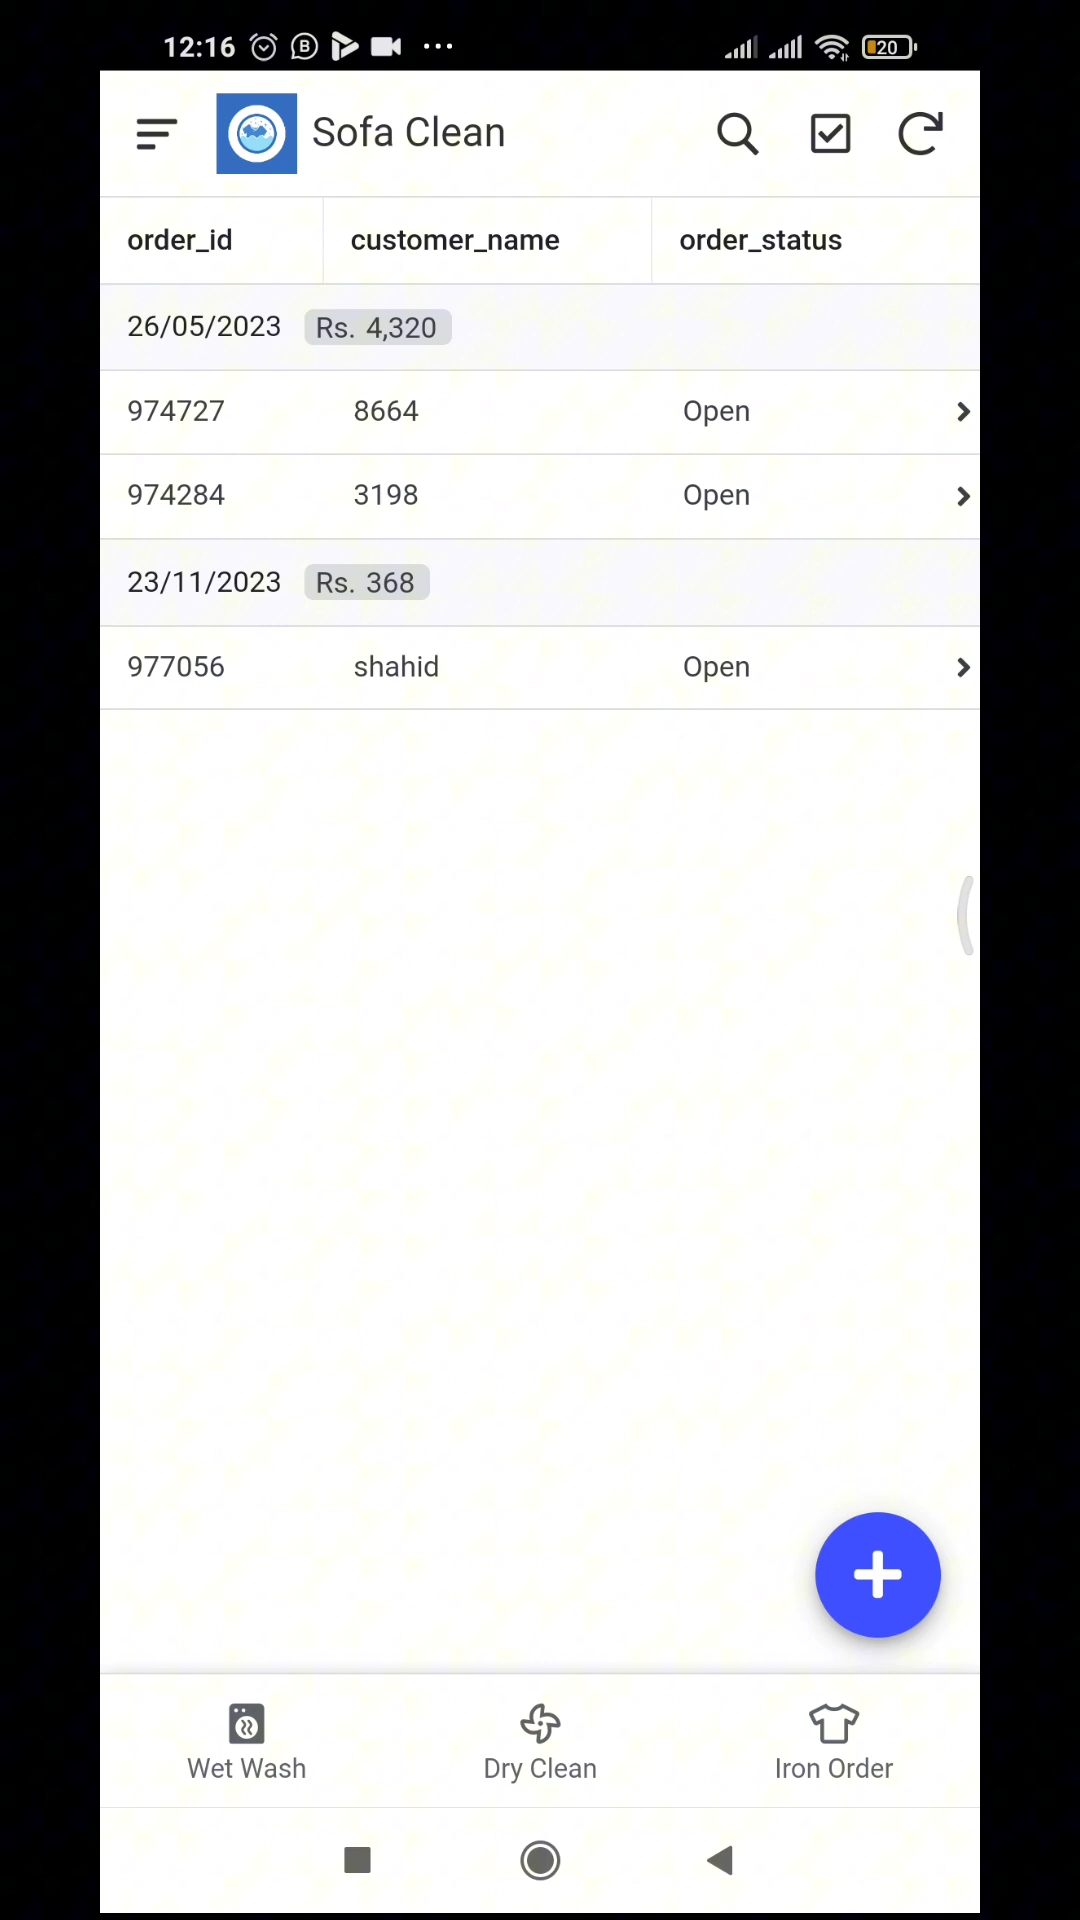 12:16 B ... 20
Sofa Clean
order_id customer_name order_status
26/05/2023 Rs. 4,320
974727 8664 Open
974284 3198 Open
23/11/2023 Rs. 368
977056 shahid Open
Wet Wash Dry Clean Iron Order